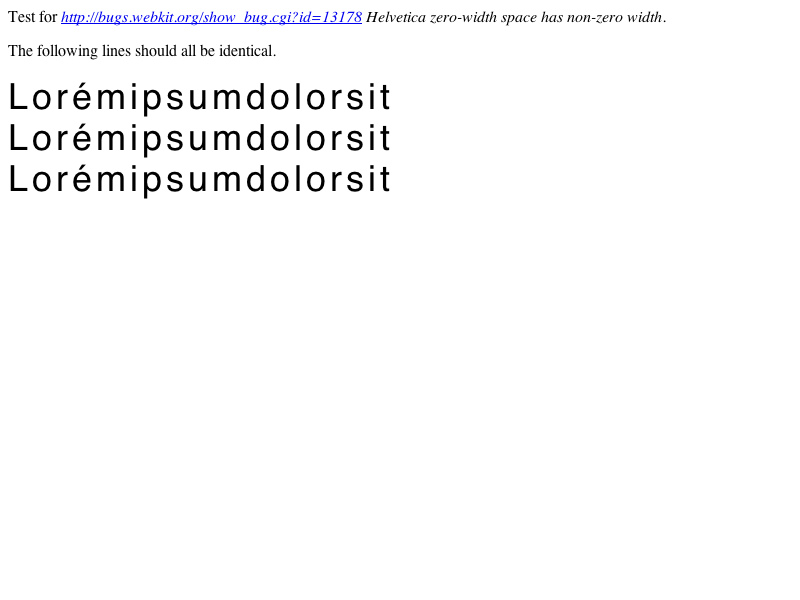 Test for http://bugs.webkit.org/show_bug.cgi?id=13178 Helvetica zero-width space has non-zero width.
The following lines should all be identical.
Lorémipsumdolorsit
Lorémipsumdolorsit
Lorémipsumdolorsit